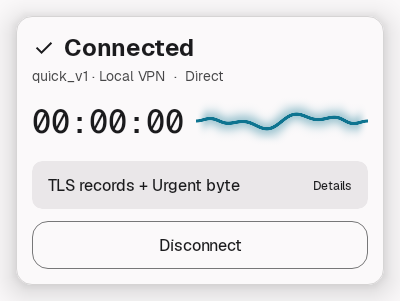 Connected
quick_v1 · Local VPN · Direct
00:00:00
TLS records + Urgent byte
Details
Disconnect